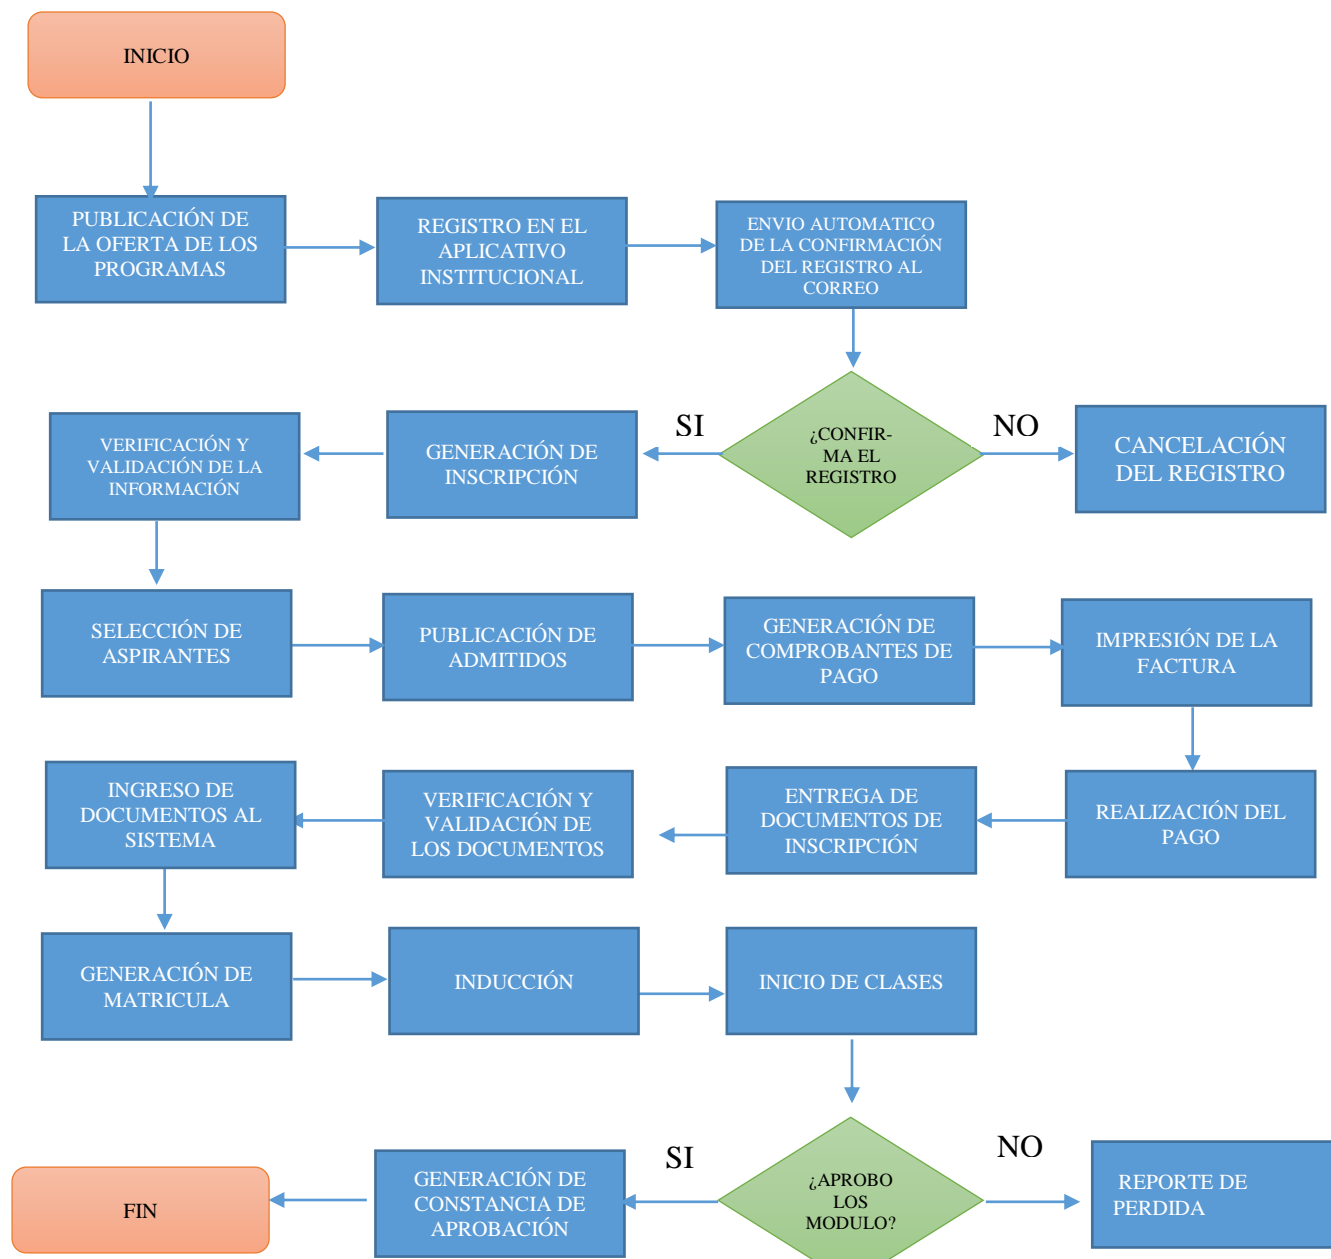 INICIO
PUBLICACIÓN DE
LA OFERTA DE LOS
PROGRAMAS
REGISTRO EN EL
APLICATIVO
INSTITUCIONAL
ENVIO AUTOMATICO
DE LA CONFIRMACIÓN
DEL REGISTRO AL
CORREO
¿CONFIR-
MA EL
REGISTRO
SI
NO
CANCELACIÓN
DEL REGISTRO
GENERACIÓN DE
INSCRIPCIÓN
VERIFICACIÓN Y
VALIDACIÓN DE LA
INFORMACIÓN
SELECCIÓN DE
ASPIRANTES
PUBLICACIÓN DE
ADMITIDOS
GENERACIÓN DE
COMPROBANTES DE
PAGO
IMPRESIÓN DE LA
FACTURA
REALIZACIÓN DEL
PAGO
ENTREGA DE
DOCUMENTOS DE
INSCRIPCIÓN
VERIFICACIÓN Y
VALIDACIÓN DE
LOS DOCUMENTOS
INGRESO DE
DOCUMENTOS AL
SISTEMA
GENERACIÓN DE
MATRICULA
INDUCCIÓN
INICIO DE CLASES
¿APROBO
LOS
MODULO?
SI
NO
REPORTE DE
PERDIDA
GENERACIÓN DE
CONSTANCIA DE
APROBACIÓN
FIN